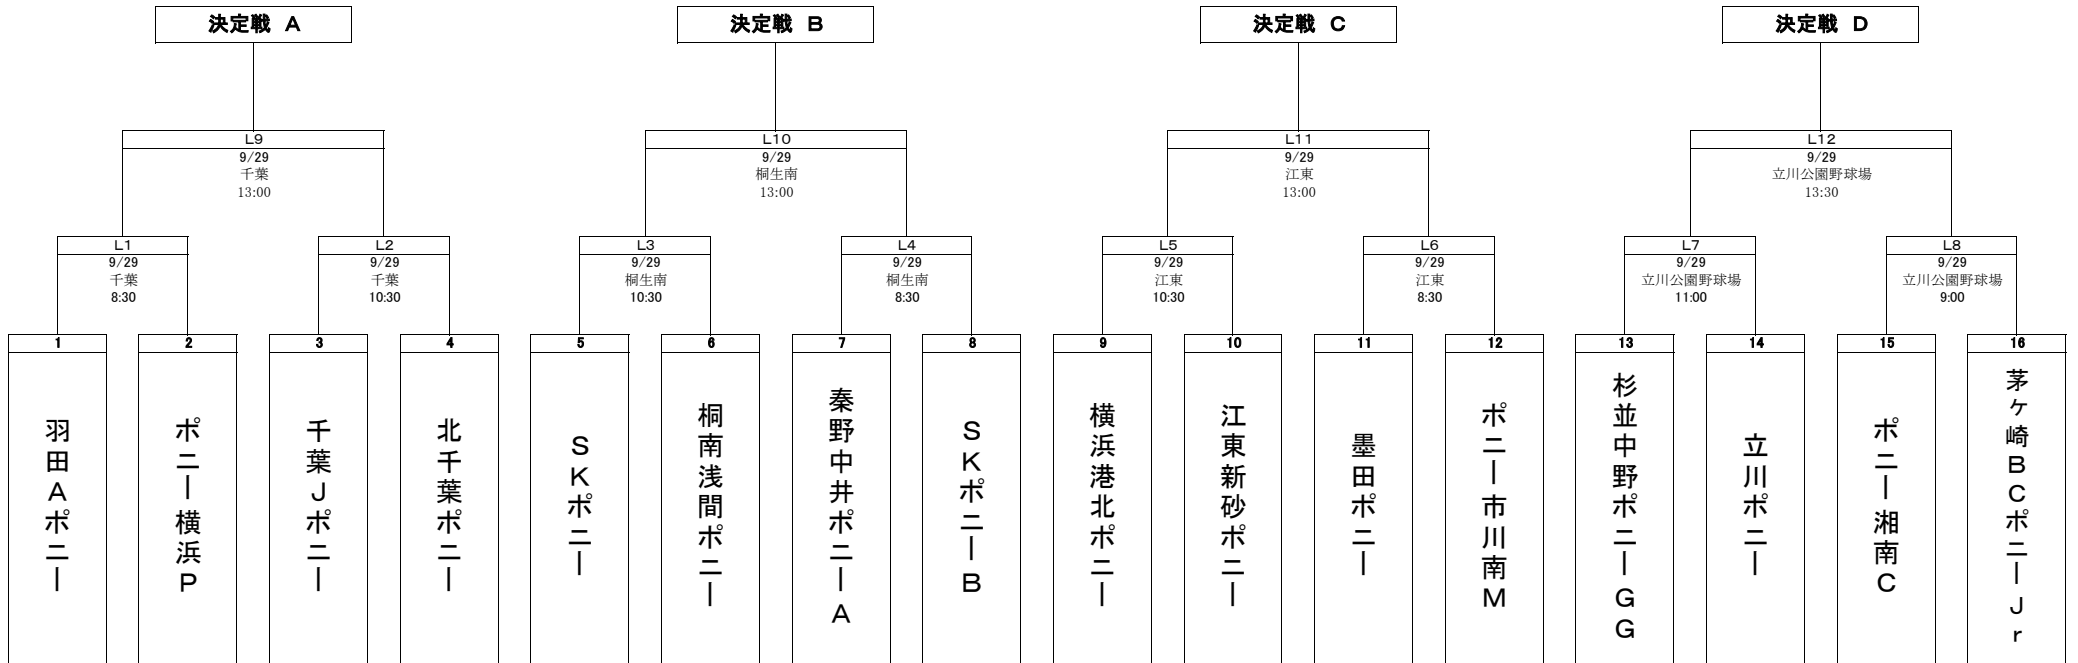 決定戦 A
決定戦 B
決定戦 C
決定戦 D
L9
9/29
千葉
13:00
L10
9/29
桐生南
13:00
L11
9/29
江東
13:00
L12
9/29
立川公園野球場
13:30
L1
9/29
千葉
8:30
L2
9/29
千葉
10:30
L3
9/29
桐生南
10:30
L4
9/29
桐生南
8:30
L5
9/29
江東
10:30
L6
9/29
江東
8:30
L7
9/29
立川公園野球場
11:00
L8
9/29
立川公園野球場
9:00
1
羽田Aポニー
2
ポニー横浜P
3
千葉Jポニー
4
北千葉ポニー
5
SKポニー
6
桐南浅間ポニー
7
秦野中井ポニーA
8
SKポニーB
9
横浜港北ポニー
10
江東新砂ポニー
11
墨田ポニー
12
ポニー市川南M
13
杉並中野ポニーGG
14
立川ポニー
15
ポニー湘南C
16
茅ヶ崎BCポニーJr